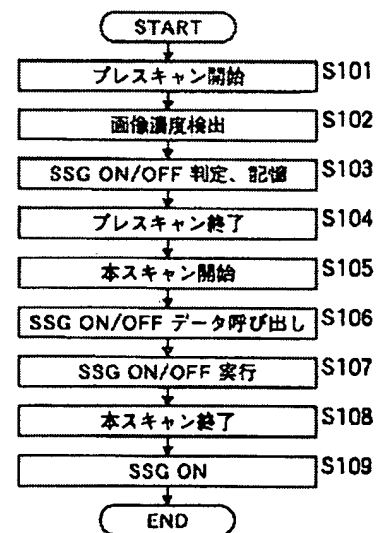 START
プレスキャン開始 S101
画像濃度検出 S102
SSG ON/OFF 判定、記憶 S103
プレスキャン終了 S104
本スキャン開始 S105
SSG ON/OFF データ呼び出し S106
SSG ON/OFF 実行 S107
本スキャン終了 S108
SSG ON S109
END